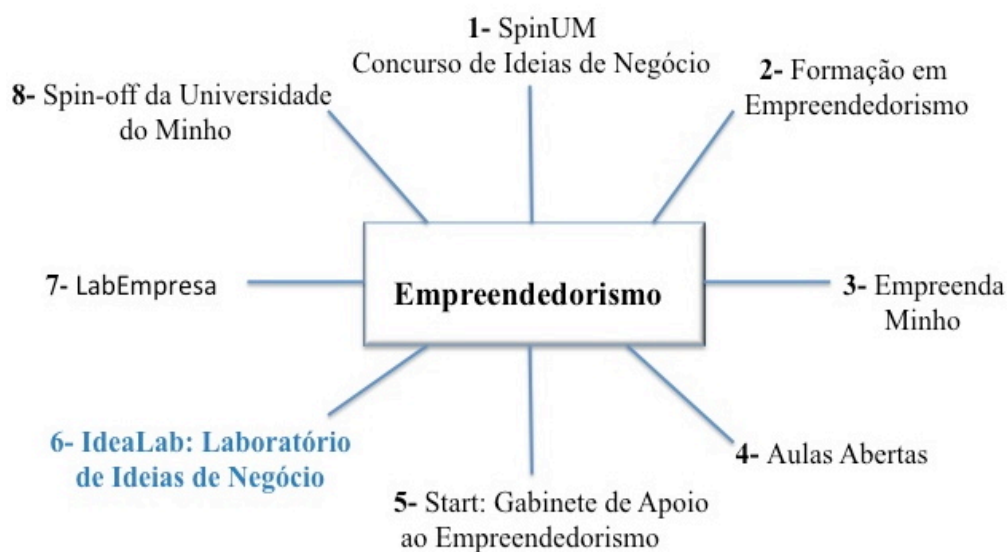 1- SpinUM
Concurso de Ideias de Negócio
2- Formação em
Empreendedorismo
3- Empreenda
Minho
4- Aulas Abertas
5- Start: Gabinete de Apoio
ao Empreendedorismo
6- IdeaLab: Laboratório
de Ideias de Negócio
7- LabEmpresa
8- Spin-off da Universidade
do Minho
Empreendedorismo